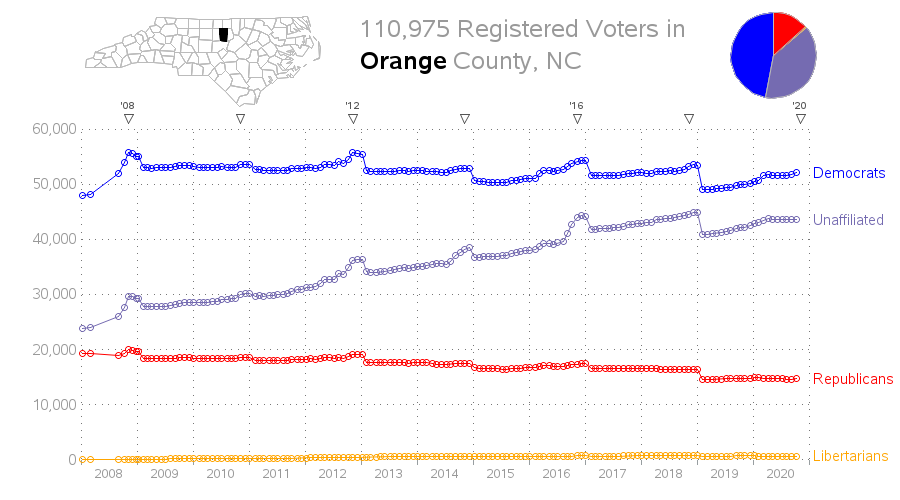 110,975 Registered Voters in
Orange County, NC
'08 '12 '16 '20
60,000
50,000
40,000
30,000
20,000
10,000
0
Democrats
Unaffiliated
Republicans
Libertarians
2008 2009 2010 2011 2012 2013 2014 2015 2016 2017 2018 2019 2020